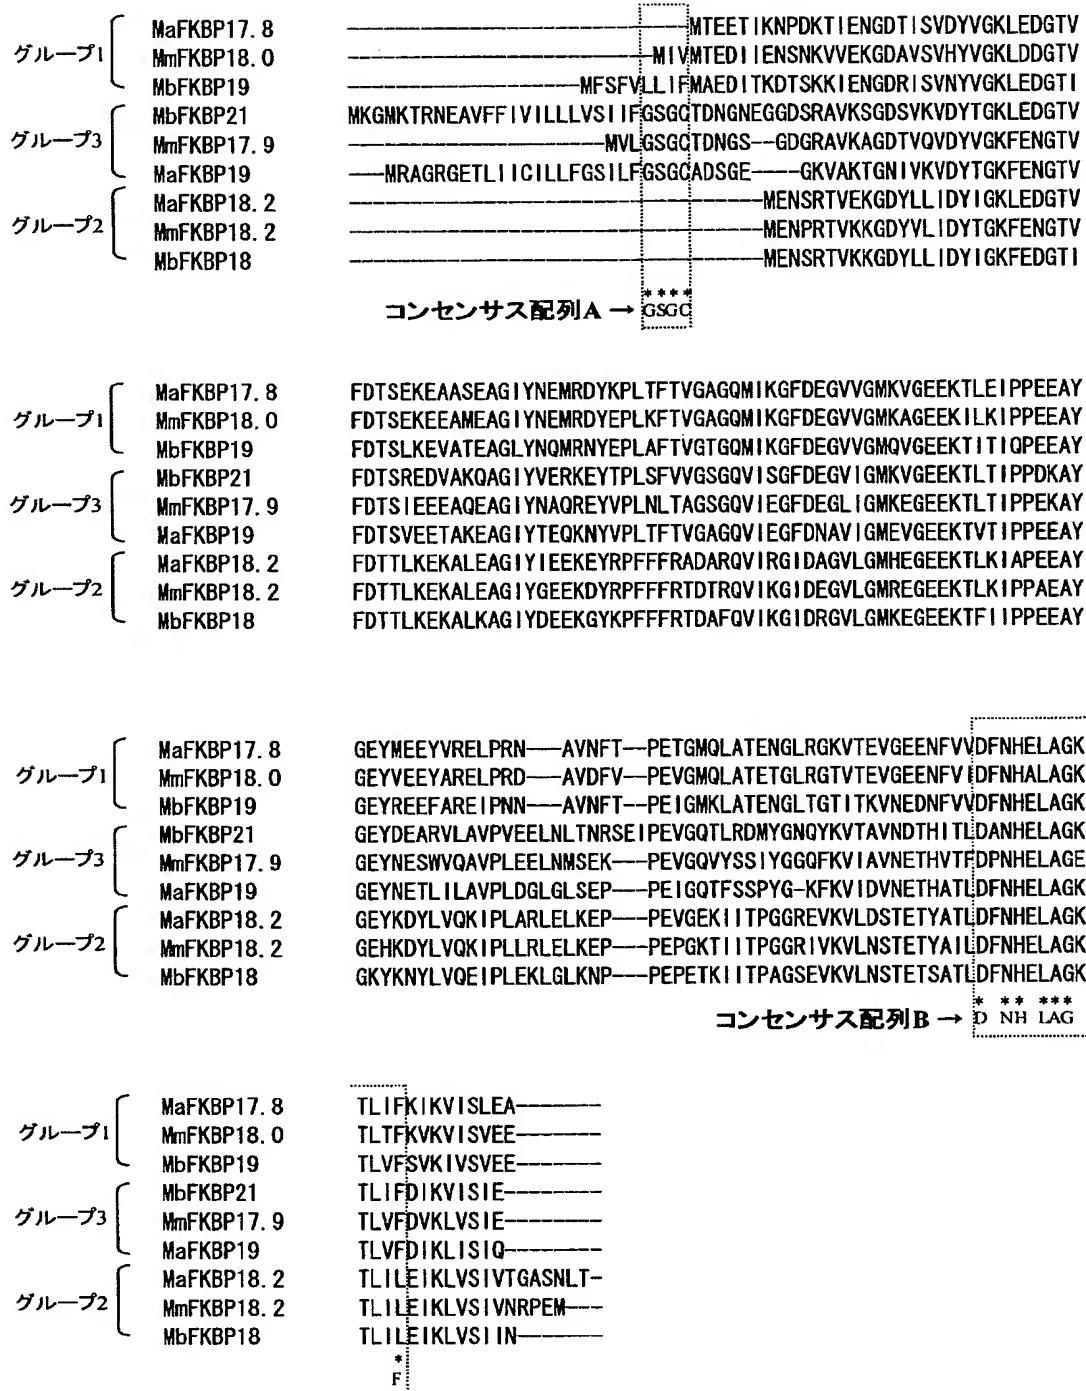 グループ1
MaFKBP17.8 ----------MTEETIKNPDKTIENGDTISVDYVGKLEDGTV
MmFKBP18.0 ----------MIVMTEDIIENSNKVVEKGDAVSVHYVGKLDDGTV
MbFKBP19 ----------MFSFVLLIFMAEDITKDTSKKIENGDRISVNYVGKLEDGTI
グループ3
MbFKBP21 MKGMKTRNEAVFFIVILLLVSIIFGSGCTDNGNEGGDSRAVKSGDSVKVDYTGKLEDGTV
MmFKBP17.9 ----------MVLGSGCTDNGS--GDGRAVKAGDTVQVDYVGKFENGTV
MaFKBP19 ---MRAGRGETLIICILLFGSILFGSGCADSGE----GKVAKTGNIVKVDYTGKFENGTV
グループ2
MaFKBP18.2 ----------MENSRTVEKGDYLLIDYIGKLEDGTV
MmFKBP18.2 ----------MENPRTVKKGDYVLIDYTGKFENGTV
MbFKBP18 ----------MENSRTVKKGDYLLIDYIGKFEDGTI
****
コンセンサス配列A → GSGC
グループ1
MaFKBP17.8 FDTSEKEAASEAGIYNEMRDYKPLTFTVGAGQMIKGFDEGVVGMKVGEEKTLEIPPEEAY
MmFKBP18.0 FDTSEKEEAMEAGIYNEMRDYEPLKFTVGAGQMIKGFDEGVVGMKAGEEKILKIPPEEAY
MbFKBP19 FDTSLKEVATEAGLYNQMRNYEPLAFTVGTGQMIKGFDEGVVGMQVGEEKTITIQPEEAY
グループ3
MbFKBP21 FDTSREDVAKQAGIYVERKEYTPLSFVVGSGQVISGFDEGVIGMKVGEEKTLTIPPDKAY
MmFKBP17.9 FDTSIEEEAQEAGIYNAQREYVPLNLTAGSGQVIEGFDEGLIGMKEGEEKTLTIPPEKAY
MaFKBP19 FDTSVEETAKEAGIYTEQKNYVPLTFTVGAGQVIEGFDNAVIGMEVGEEKTVTIPPEEAY
グループ2
MaFKBP18.2 FDTTLKEKALEAGIYIEEKEYRPFFFRADARQVIRGIDAGVLGMHEGEEKTLKIAPEEAY
MmFKBP18.2 FDTTLKEKALEAGIYGEEKDYRPFFFRTDTRQVIKGIDEGVLGMREGEEKTLKIPPAEAY
MbFKBP18 FDTTLKEKALKAGIYDEEKGYKPFFFRTDAFQVIKGIDRGVLGMKEGEEKTFIIPPEEAY
グループ1
MaFKBP17.8 GEYMEEYVRELPRN---AVNFT--PETGMQLATENGLRGKVTEVGEENFVVDFNHELAGK
MmFKBP18.0 GEYVEEYARELPRD---AVDFV--PEVGMQLATETGLRGTVTEVGEENFVIDFNHALAGK
MbFKBP19 GEYREEFAREIPNN---AVNFT--PEIGMKLATENGLTGTITKVNEDNFVVDFNHELAGK
グループ3
MbFKBP21 GEYDEARVLAVPVEELNLTNRSEIPEVGQTLRDMYGNQYKVTAVNDTHITLDANHELAGK
MmFKBP17.9 GEYNESWVQAVPLEELNMSEK---PEVGQVYSSIYGGQFKVIAVNETHVTFDPNHELAGE
MaFKBP19 GEYNETLILAVPLDGLGLSEP---PEIGQTFSSPYG-KFKVIDVNETHATLDFNHELAGK
グループ2
MaFKBP18.2 GEYKDYLVQKIPLARLELKEP---PEVGEKIITPGGREVKVLDSTETYATLDFNHELAGK
MmFKBP18.2 GEHKDYLVQKIPLLRLELKEP---PEPGKTIITPGGRIVKVLNSTETYAILDFNHELAGK
MbFKBP18 GKYKNYLVQEIPLEKLGLKNP---PEPETKIITPAGSEVKVLNSTETSATLDFNHELAGK
* ** ***
コンセンサス配列B → D NH LAG
グループ1
MaFKBP17.8 TLIFKIKVISLEA--------
MmFKBP18.0 TLTFKVKVISVEE--------
MbFKBP19 TLVFSVKIVSVEE--------
グループ3
MbFKBP21 TLIFDIKVISIE---------
MmFKBP17.9 TLVFDVKLVSIE---------
MaFKBP19 TLVFDIKLISIQ---------
グループ2
MaFKBP18.2 TLILEIKLVSIVTGASNLT-
MmFKBP18.2 TLILEIKLVSIVNRPEM---
MbFKBP18 TLILEIKLVSIIN-------
*
F